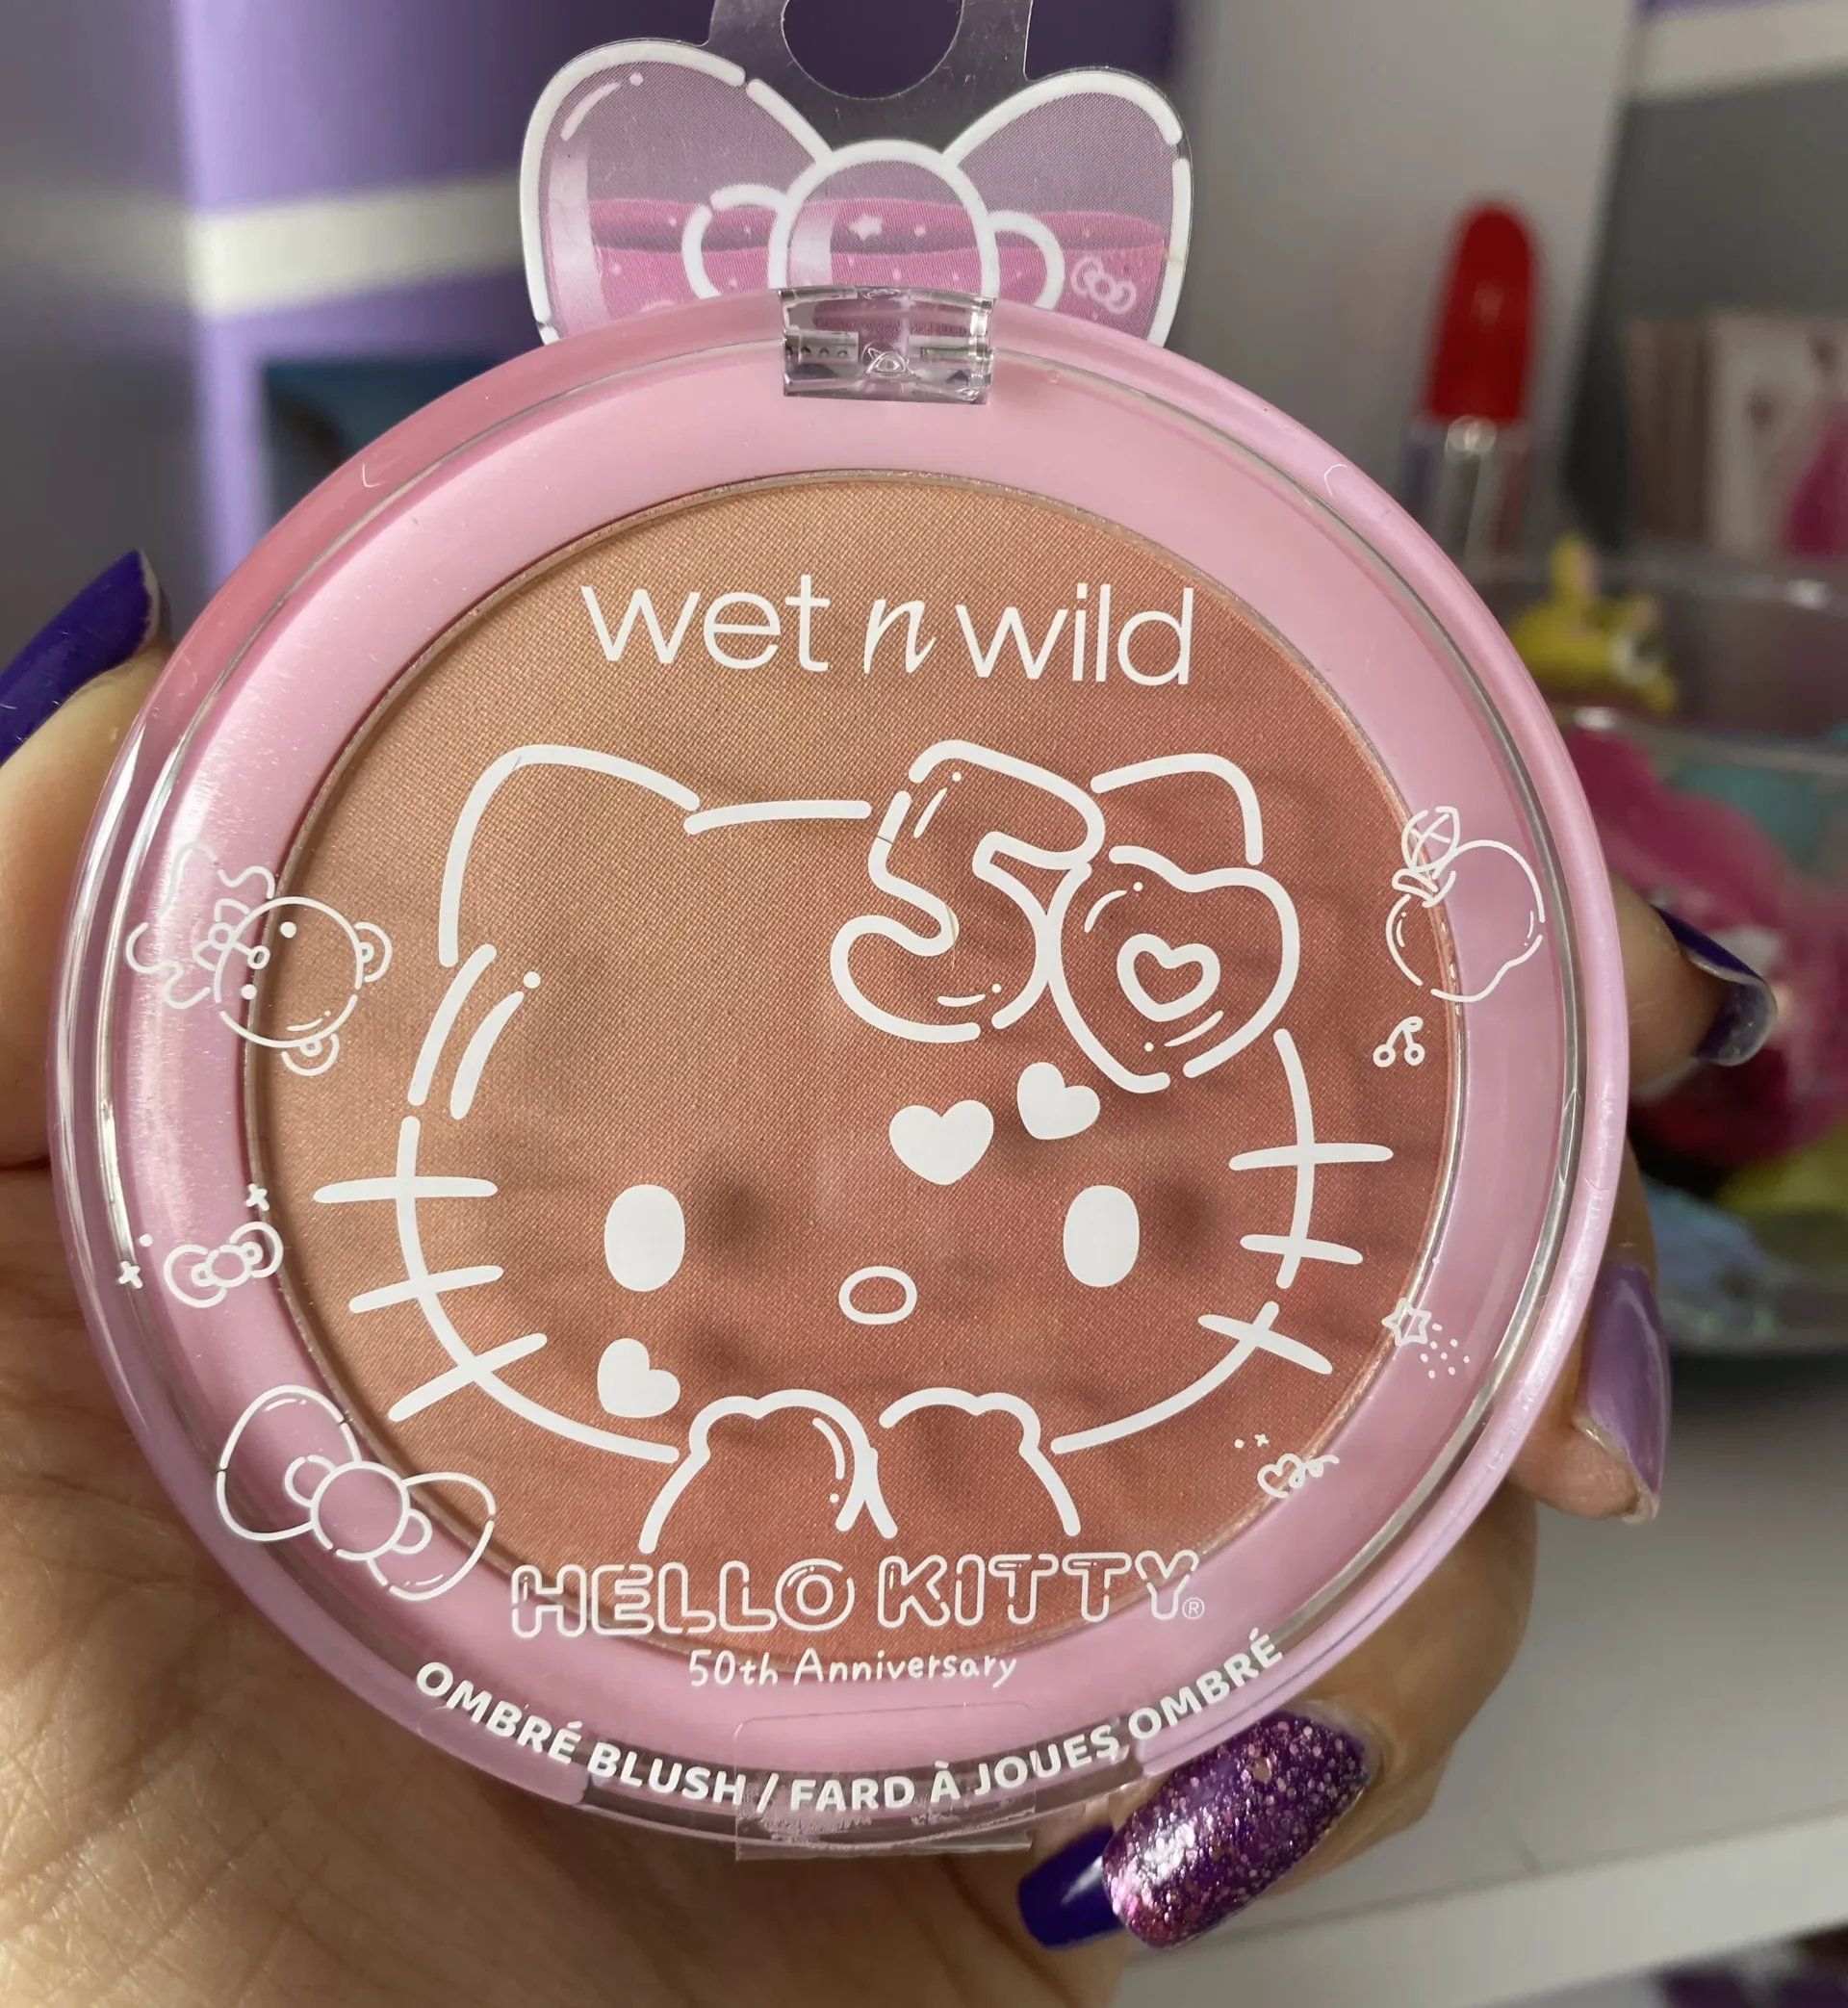 wet n wild
50
HELLO KITTY®
50th Anniversary
OMBRÉ BLUSH / FARD À JOUES OMBRÉ